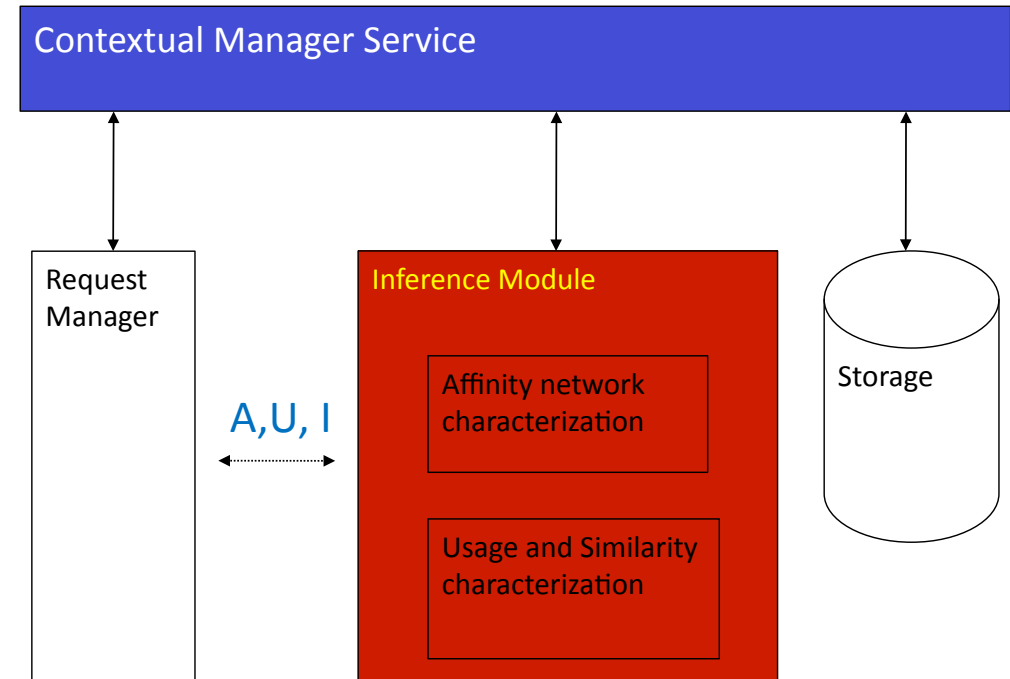 Contextual Manager Service
Request
Manager
Inference Module
Affinity network
characterization
Storage
A,U, I
Usage and Similarity
characterization